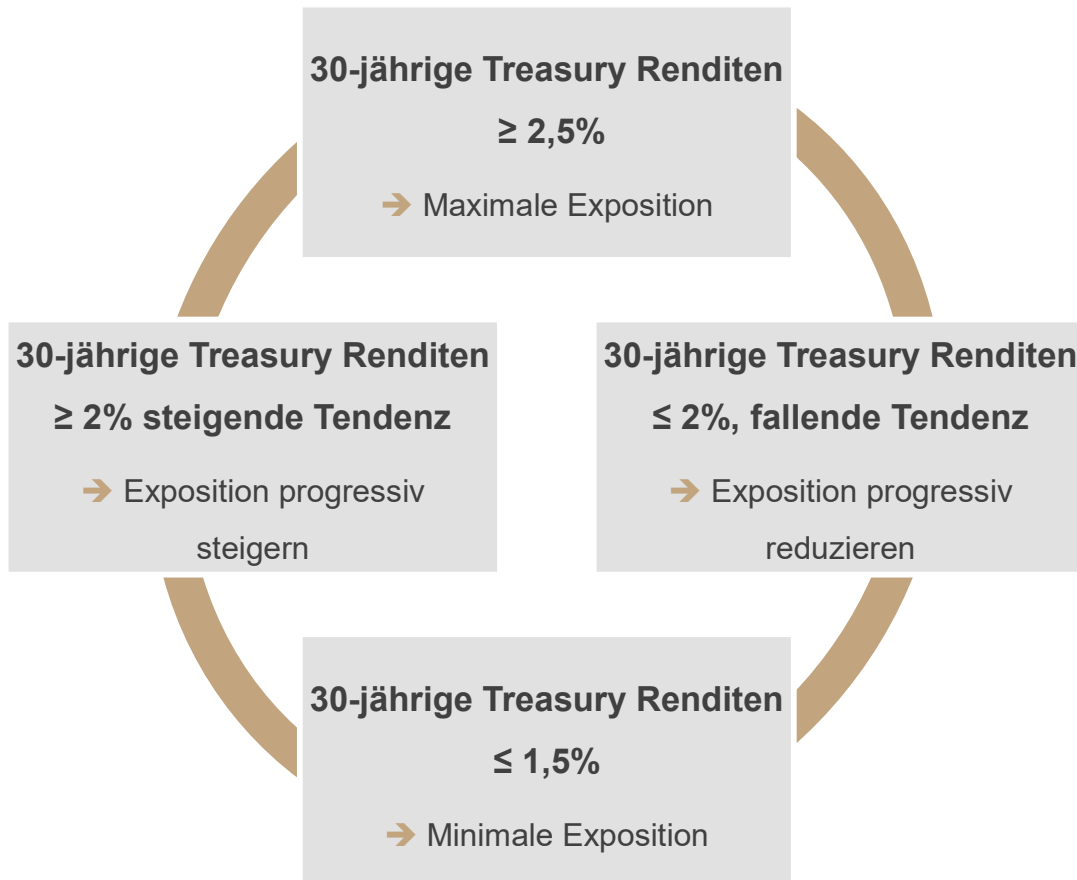 30-jährige Treasury Renditen
≥ 2,5%
➔ Maximale Exposition
30-jährige Treasury Renditen
≥ 2% steigende Tendenz
➔ Exposition progressiv
steigern
30-jährige Treasury Renditen
≤ 2%, fallende Tendenz
➔ Exposition progressiv
reduzieren
30-jährige Treasury Renditen
≤ 1,5%
➔ Minimale Exposition